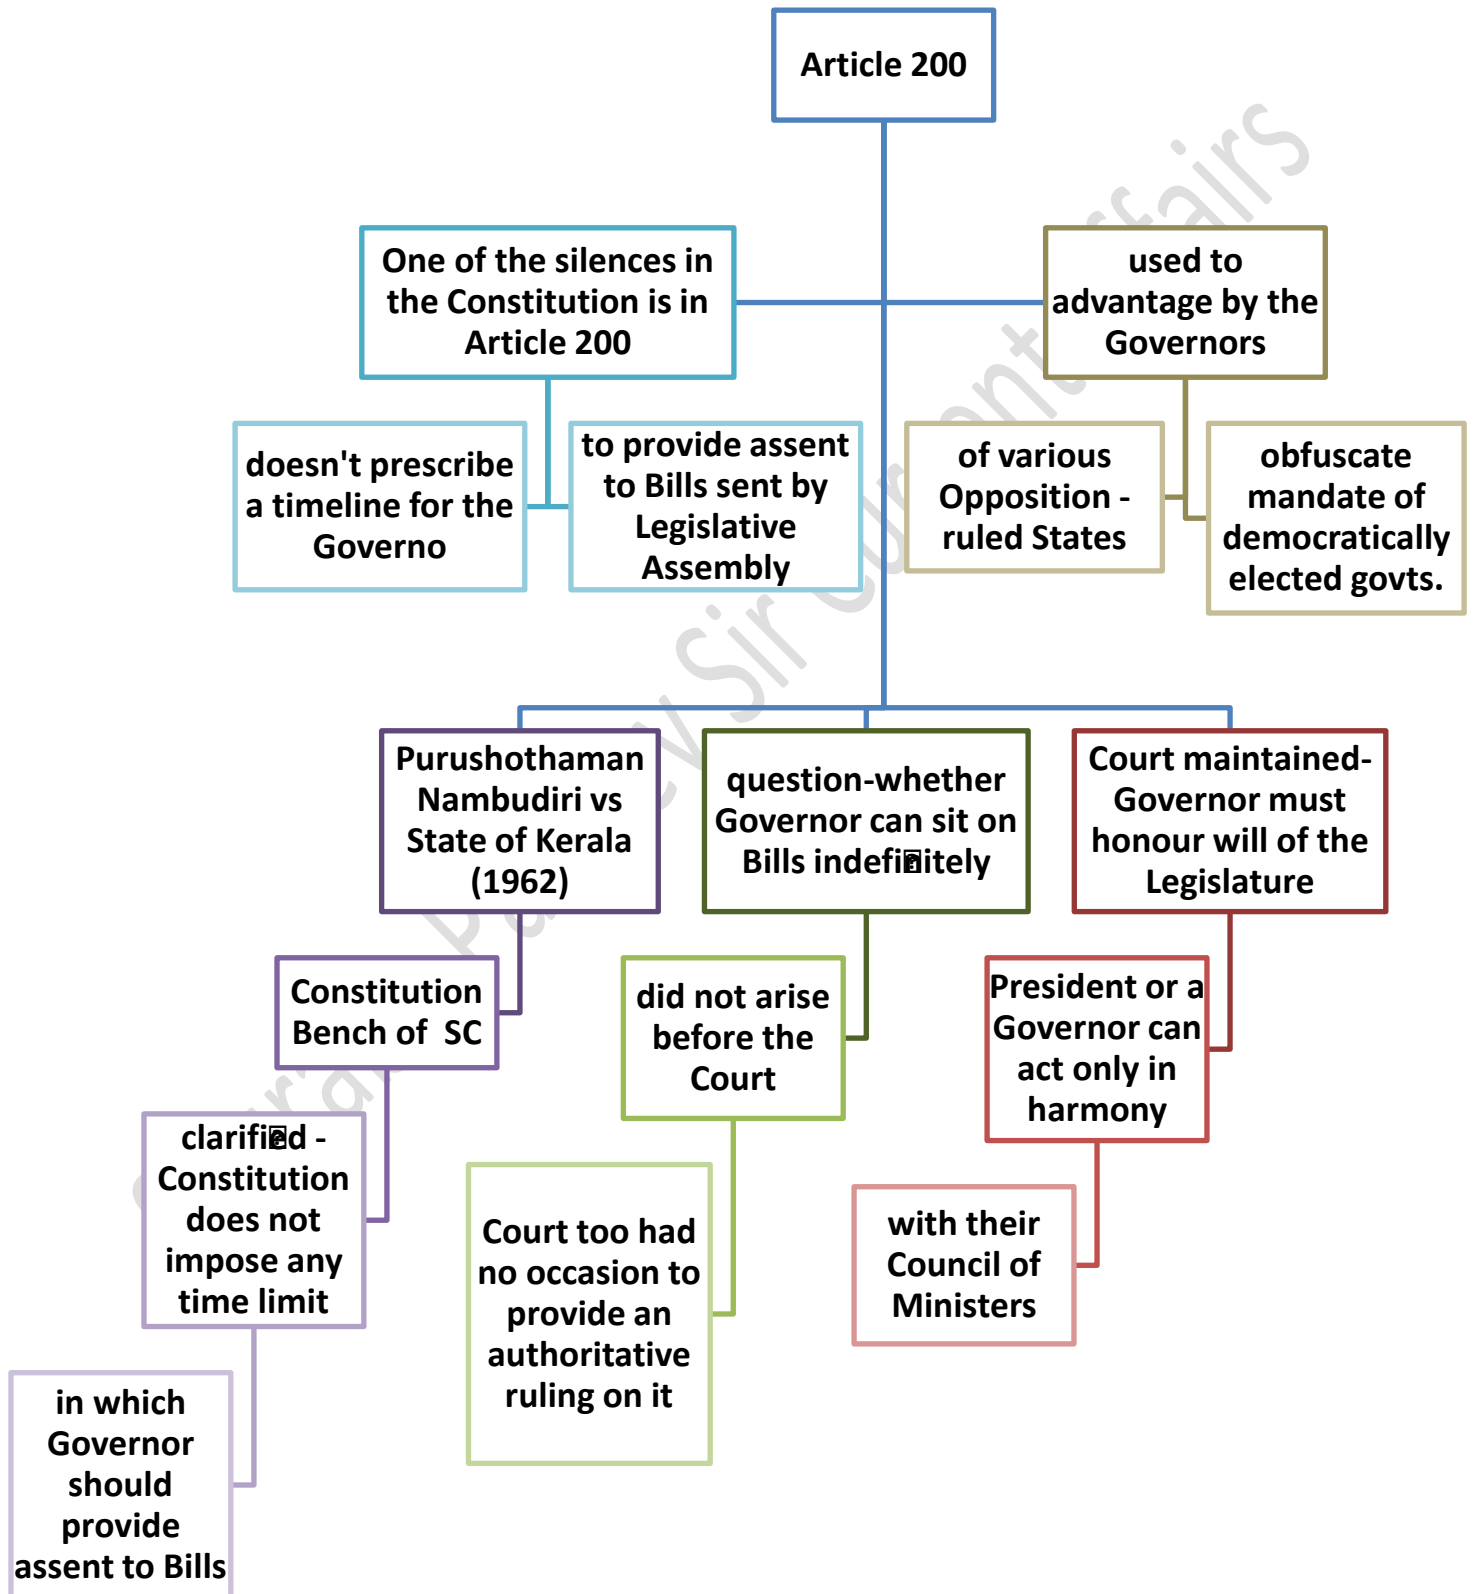 Article 200
One of the silences in
the Constitution is in
Article 200
used to
advantage by the
Governors
doesn't prescribe
a timeline for the
Governo
to provide assent
to Bills sent by
Legislative
Assembly
of various
Opposition -
ruled States
obfuscate
mandate of
democratically
elected govts.
Purushothaman
Nambudiri vs
State of Kerala
(1962)
question-whether
Governor can sit on
Bills indefi�itely
Court maintained-
Governor must
honour will of the
Legislature
Constitution
Bench of SC
did not arise
before the
Court
President or a
Governor can
act only in
harmony
clarifi�d -
Constitution
does not
impose any
time limit
Court too had
no occasion to
provide an
authoritative
ruling on it
with their
Council of
Ministers
in which
Governor
should
provide
assent to Bills
Sir Current Affairs